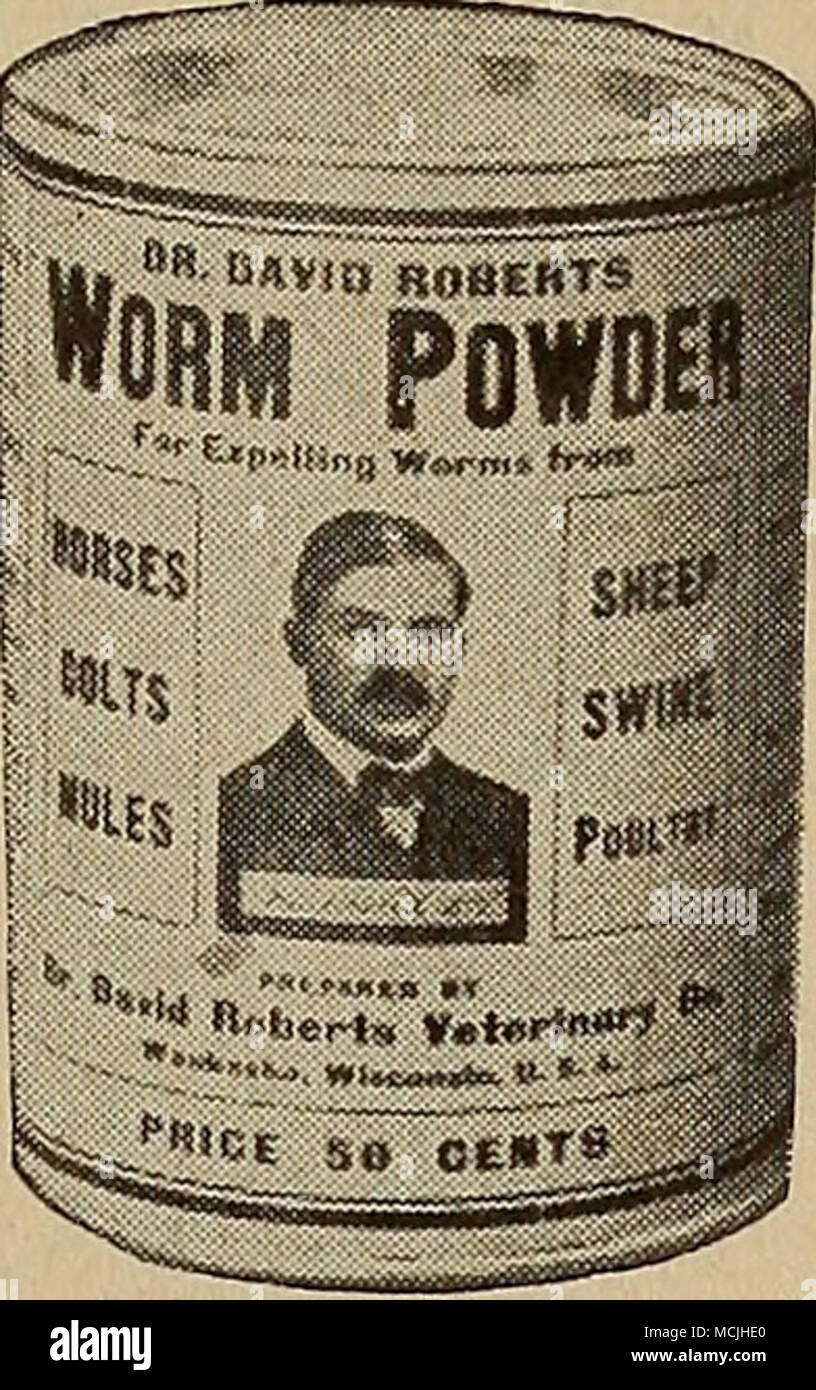 DR. DAVID ROBERTS
WORM POWDER
For Expelling Worms from
HORSES
COLTS
MULES
SHEEP
SWINE
POULTRY
PREPARED BY
Dr. David Roberts Veterinary Co.
Waukesha, Wisconsin, U. S. A.
PRICE 50 CENTS
alamy
alamy
a
a
a
a
alamy
Image ID: MCJHE0
www.alamy.com